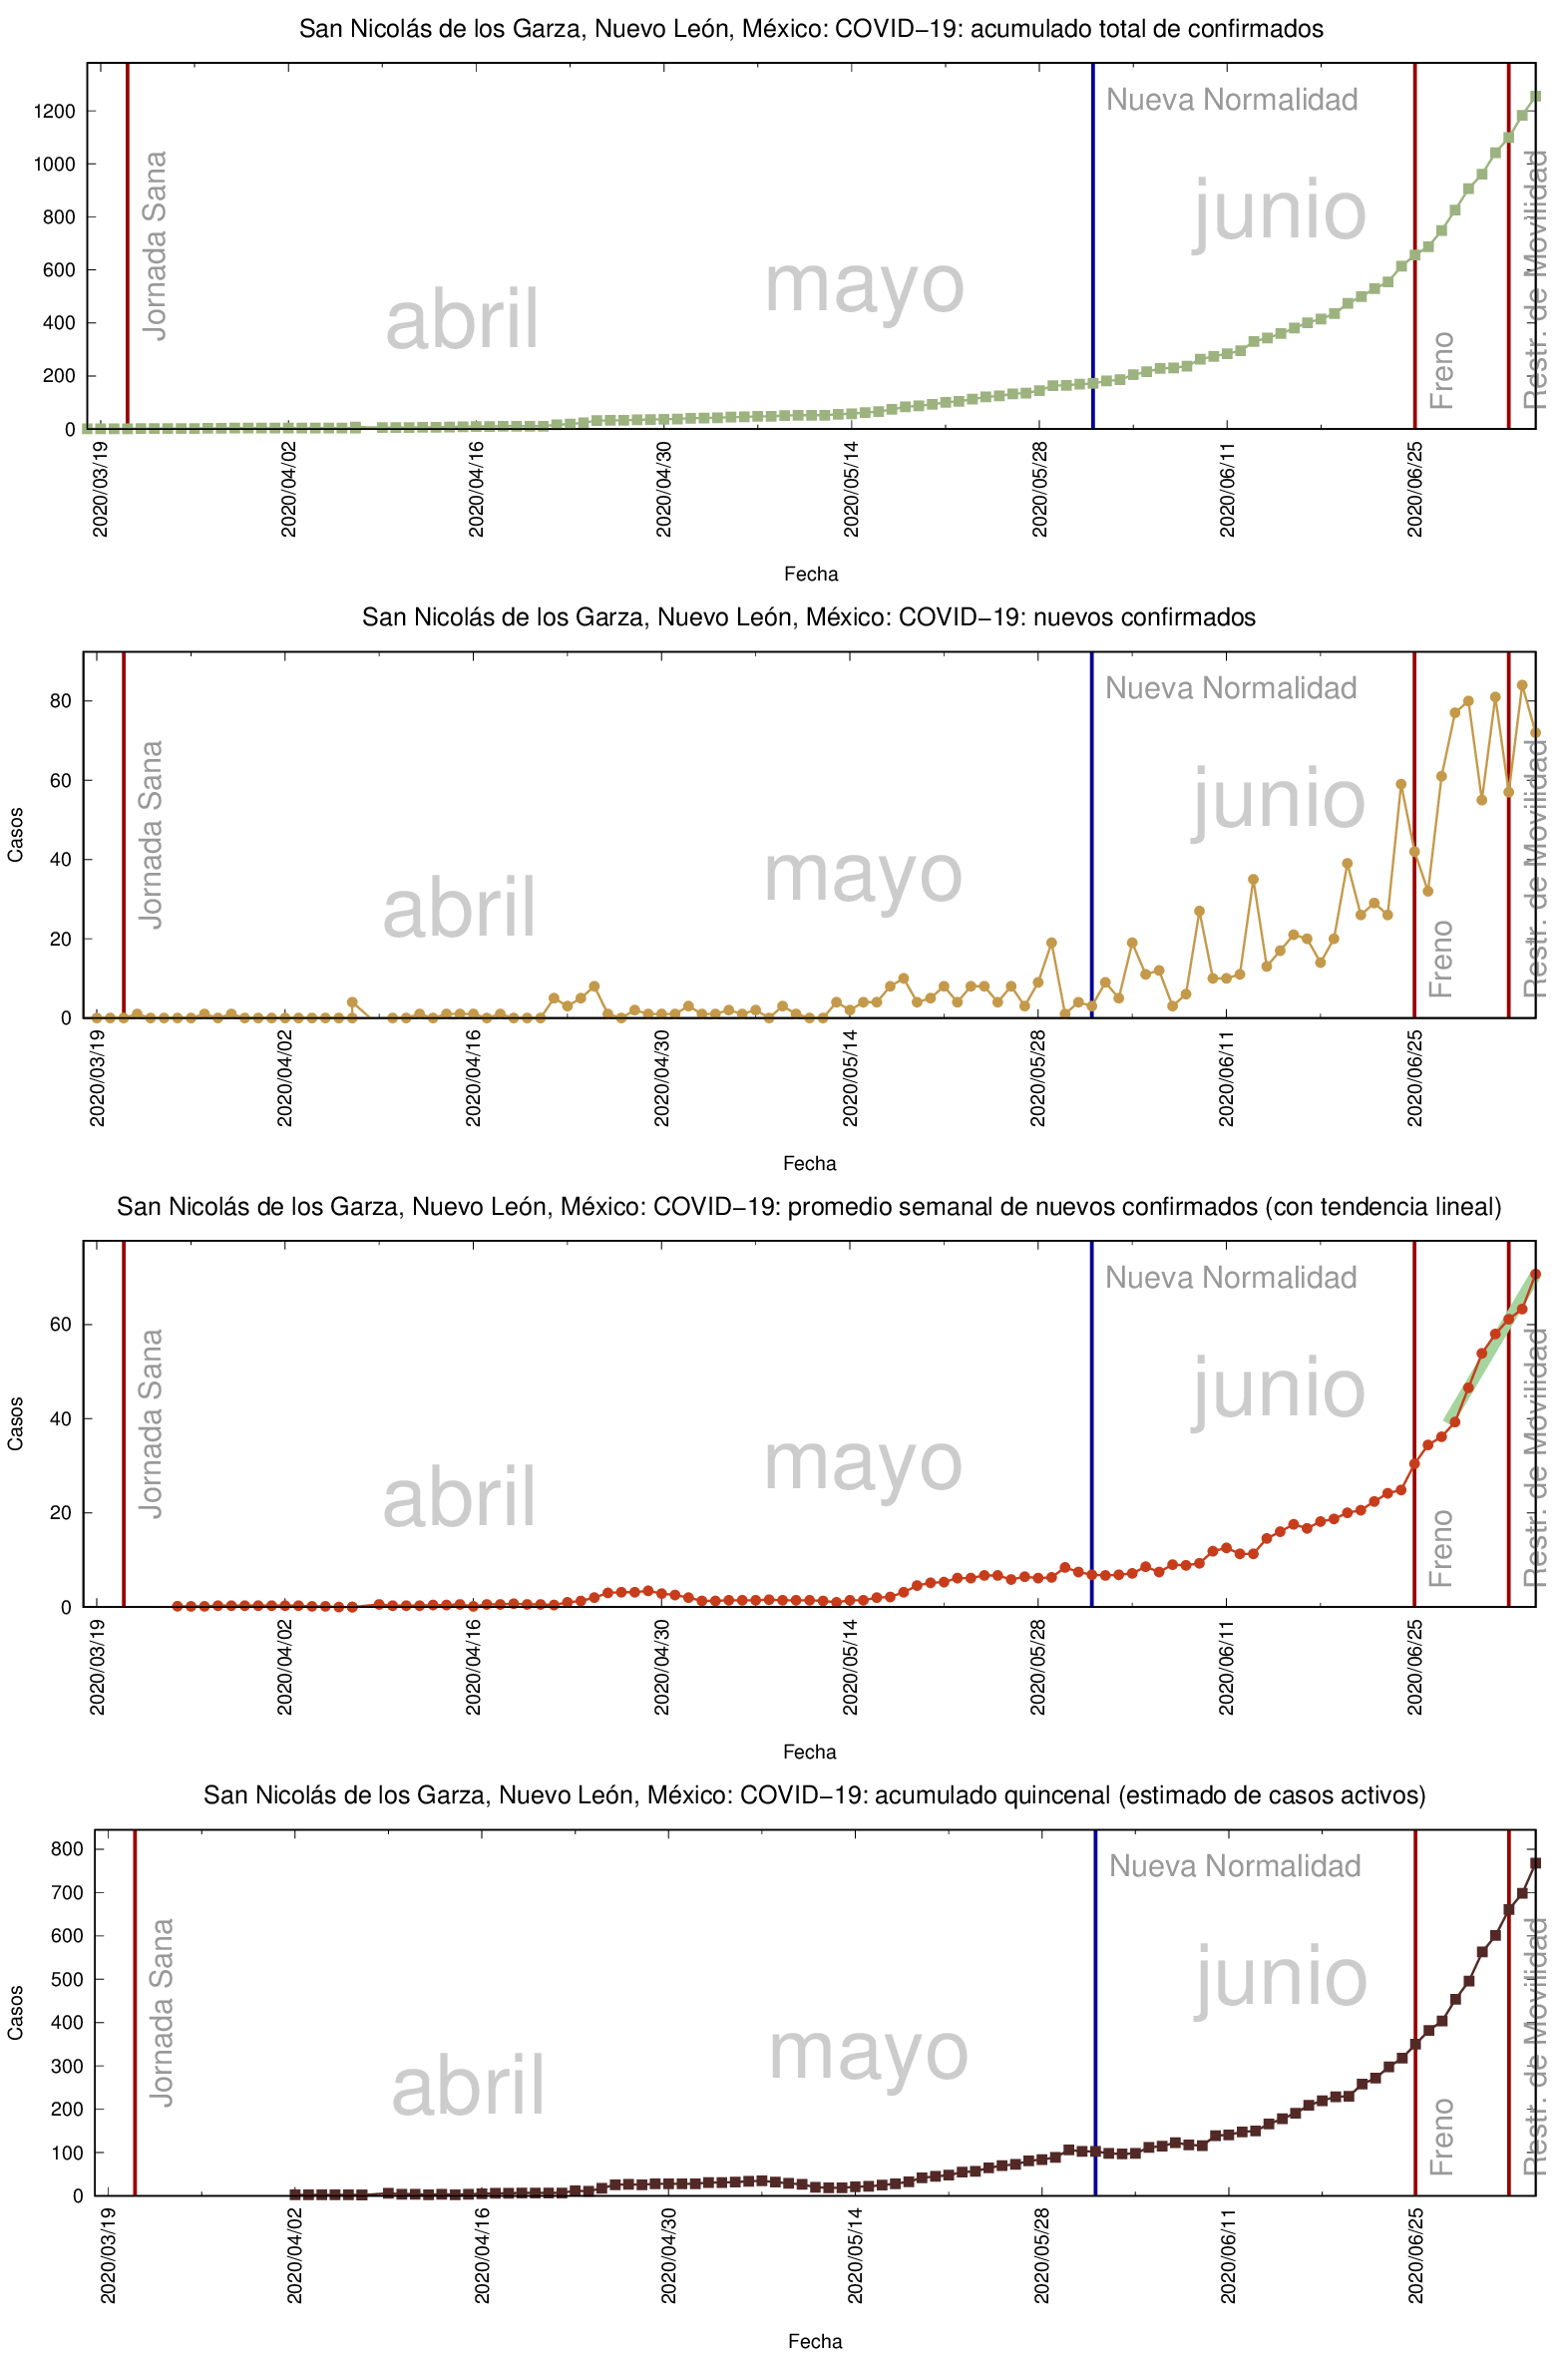 San Nicolás de los Garza, Nuevo León, México: COVID−19: acumulado total de confirmados
1200
1000
800
600
400
200
0
Jornada Sana
abril
mayo
Nueva Normalidad
junio
Freno
Restr. de Movilidad
2020/03/19
2020/04/02
2020/04/16
2020/04/30
2020/05/14
2020/05/28
2020/06/11
2020/06/25
Fecha
San Nicolás de los Garza, Nuevo León, México: COVID−19: nuevos confirmados
Casos
80
60
40
20
0
Jornada Sana
abril
mayo
Nueva Normalidad
junio
Freno
Restr. de Movilidad
2020/03/19
2020/04/02
2020/04/16
2020/04/30
2020/05/14
2020/05/28
2020/06/11
2020/06/25
Fecha
San Nicolás de los Garza, Nuevo León, México: COVID−19: promedio semanal de nuevos confirmados (con tendencia lineal)
Casos
60
40
20
0
Jornada Sana
abril
mayo
Nueva Normalidad
junio
Freno
Restr. de Movilidad
2020/03/19
2020/04/02
2020/04/16
2020/04/30
2020/05/14
2020/05/28
2020/06/11
2020/06/25
Fecha
San Nicolás de los Garza, Nuevo León, México: COVID−19: acumulado quincenal (estimado de casos activos)
Casos
800
700
600
500
400
300
200
100
0
Jornada Sana
abril
mayo
Nueva Normalidad
junio
Freno
Restr. de Movilidad
2020/03/19
2020/04/02
2020/04/16
2020/04/30
2020/05/14
2020/05/28
2020/06/11
2020/06/25
Fecha